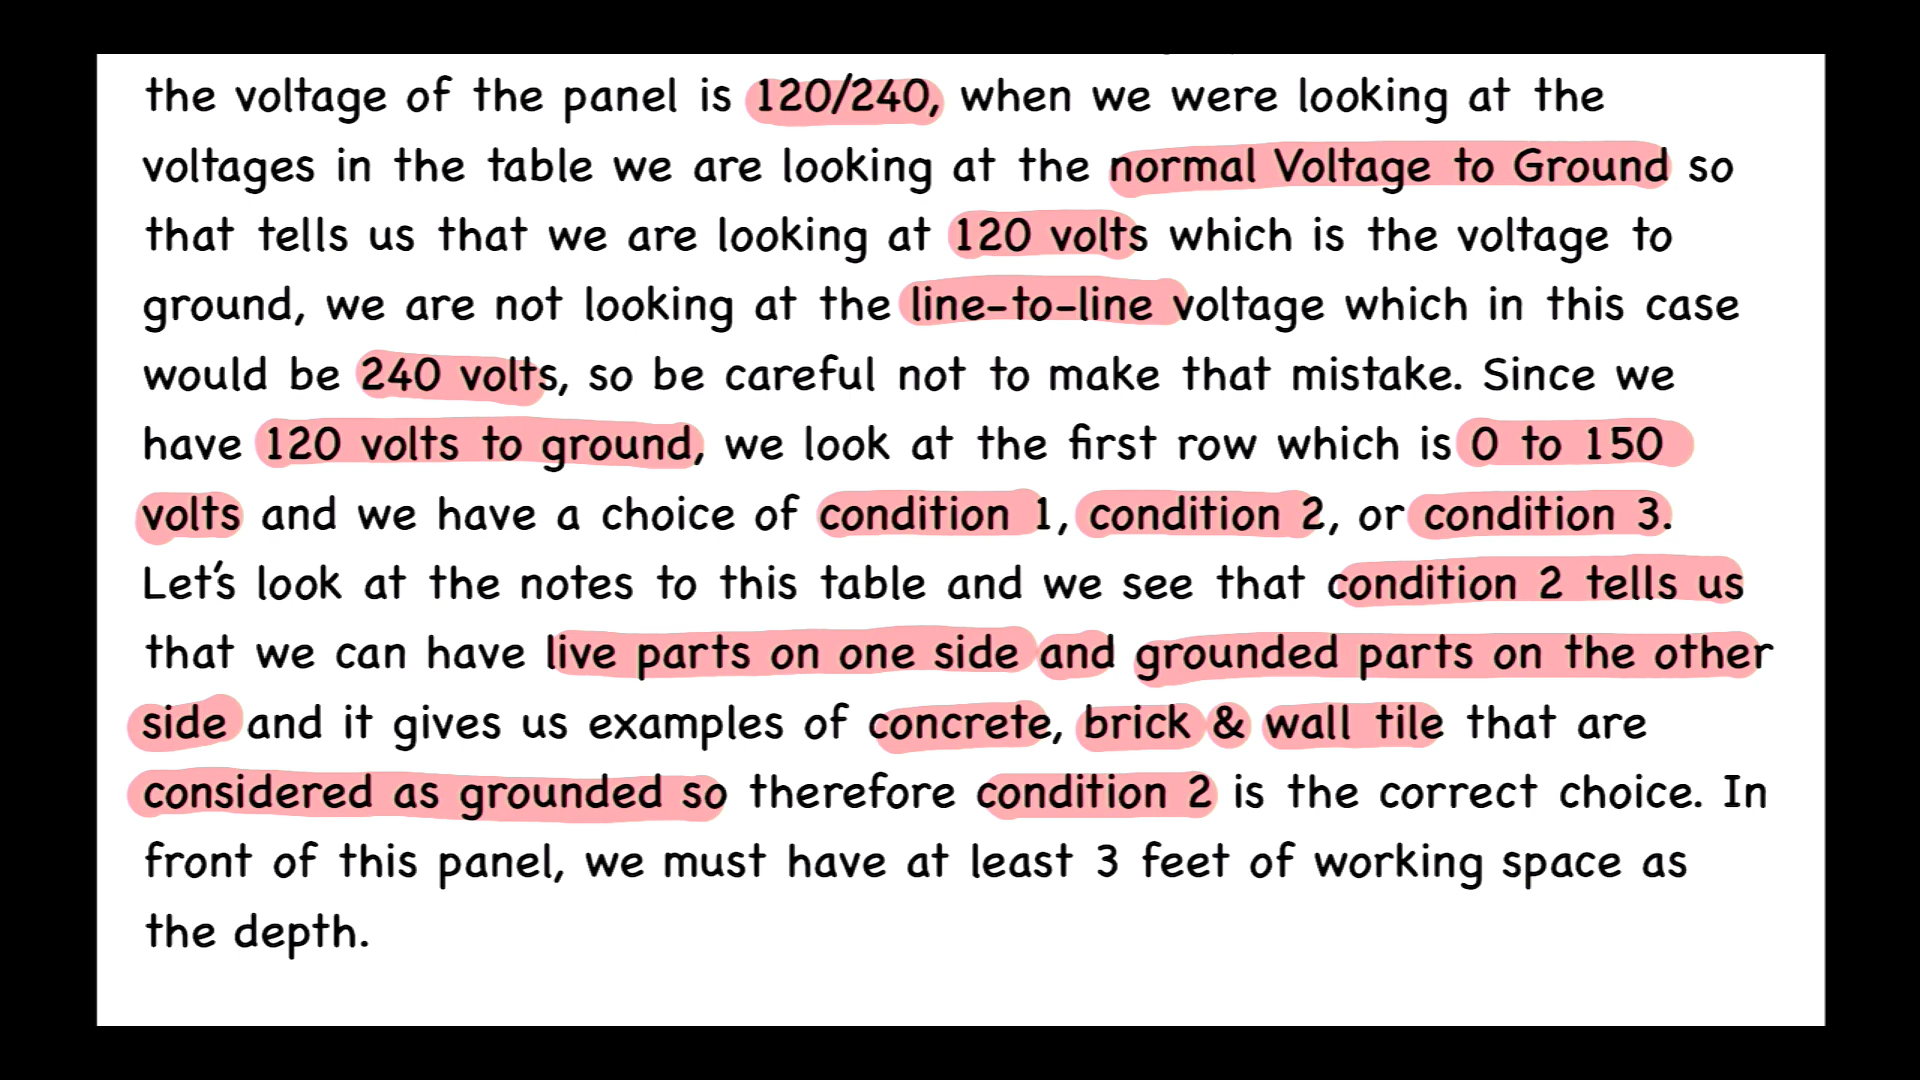 the voltage of the panel is 120/240, when we were looking at the
voltages in the table we are looking at the normal Voltage to Ground so
that tells us that we are looking at 120 volts which is the voltage to
ground, we are not looking at the line-to-line voltage which in this case
would be 240 volts, so be careful not to make that mistake. Since we
have 120 volts to ground, we look at the first row which is 0 to 150
volts and we have a choice of condition 1, condition 2, or condition 3.
Let's look at the notes to this table and we see that condition 2 tells us
that we can have live parts on one side and grounded parts on the other
side and it gives us examples of concrete, brick & wall tile that are
considered as grounded so therefore condition 2 is the correct choice. In
front of this panel, we must have at least 3 feet of working space as
the depth.